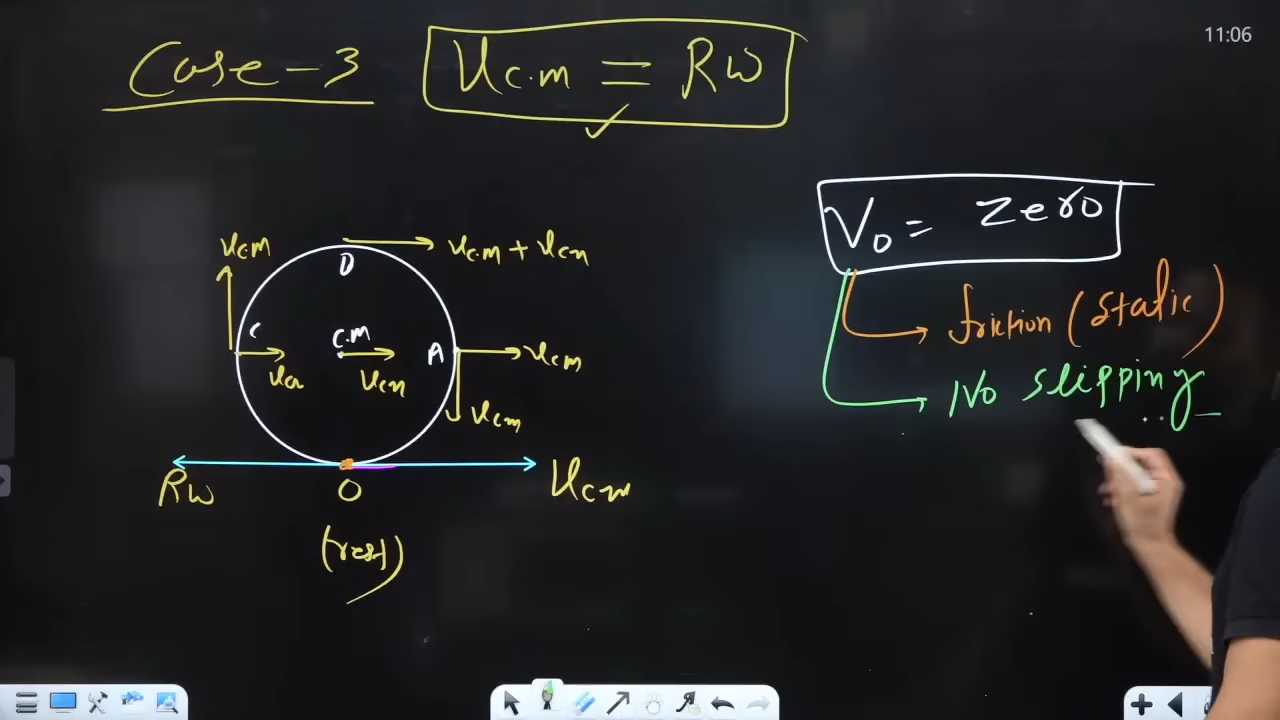 11:06
Case-3 Uc.m = Rω
V₀ = Zero
uc.m D uc.m + ucm
friction (static)
C C.M A ucm
ucm ucm
No slipping
ucm
Rω O Ucm
(rest)